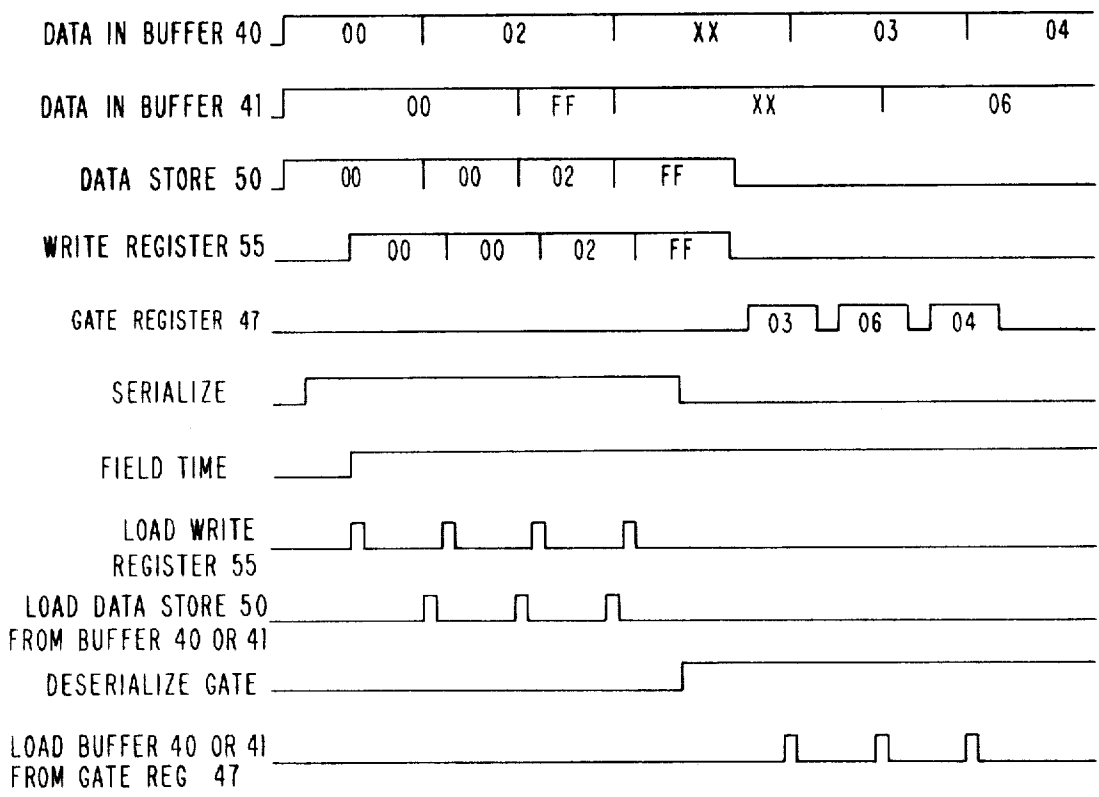 DATA IN BUFFER 40 00 02 XX 03 04
DATA IN BUFFER 41 00 FF XX 06
DATA STORE 50 00 00 02 FF
WRITE REGISTER 55 00 00 02 FF
GATE REGISTER 47 03 06 04
SERIALIZE
FIELD TIME
LOAD WRITE
REGISTER 55
LOAD DATA STORE 50
FROM BUFFER 40 OR 41
DESERIALIZE GATE
LOAD BUFFER 40 OR 41
FROM GATE REG 47